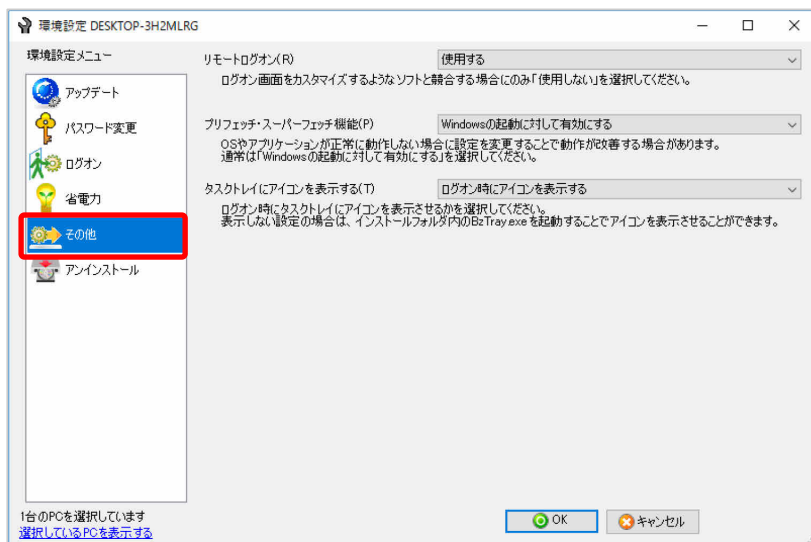 環境設定 DESKTOP-3H2MLRG
環境設定メニュー
アップデート
パスワード変更
ログオン
省電力
その他
アンインストール
リモートログオン(R)
使用する
ログオン画面をカスタマイズするようなソフトと競合する場合にのみ「使用しない」を選択してください。
プリフェッチ・スーパーフェッチ機能(P)
Windowsの起動に対して有効にする
OSやアプリケーションが正常に動作しない場合に設定を変更することで動作が改善する場合があります。
通常は「Windowsの起動に対して有効にする」を選択してください。
タスクトレイにアイコンを表示する(T)
ログオン時にアイコンを表示する
ログオン時にタスクトレイにアイコンを表示させるかを選択してください。
表示しない設定の場合は、インストールフォルダ内のBzTray.exeを起動することでアイコンを表示させることができます。
1台のPCを選択しています
選択しているPCを表示する
OK
キャンセル